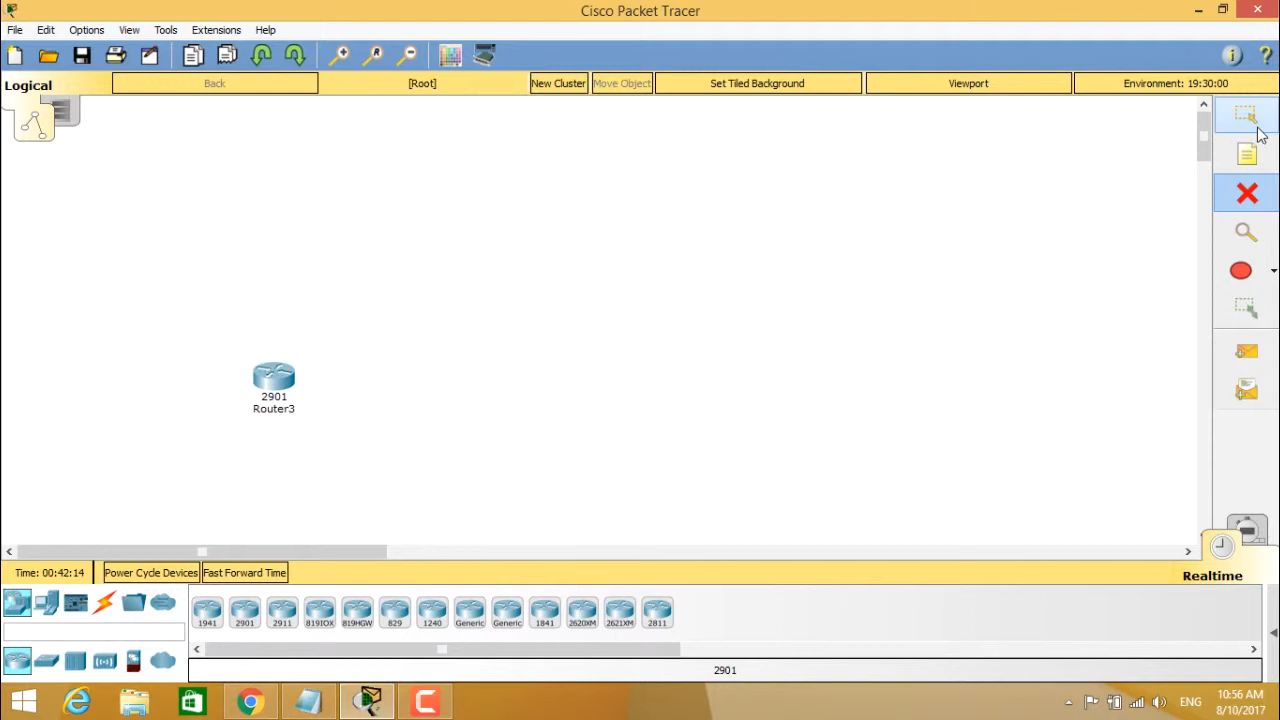 Cisco Packet Tracer
File Edit Options View Tools Extensions Help
Logical Back [Root] New Cluster Move Object Set Tiled Background Viewport Environment: 19:30:00
2901
Router3
Time: 00:42:14 Power Cycle Devices Fast Forward Time
Realtime
1941 2901 2911 819IOX 819HGW 829 1240 Generic Generic 1841 2620XM 2621XM 2811
2901
ENG
10:56 AM
8/10/2017